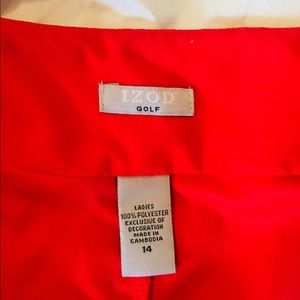 IZOD
GOLF
LADIES
100% POLYESTER
EXCLUSIVE OF
DECORATION
MADE IN
CAMBODIA
14